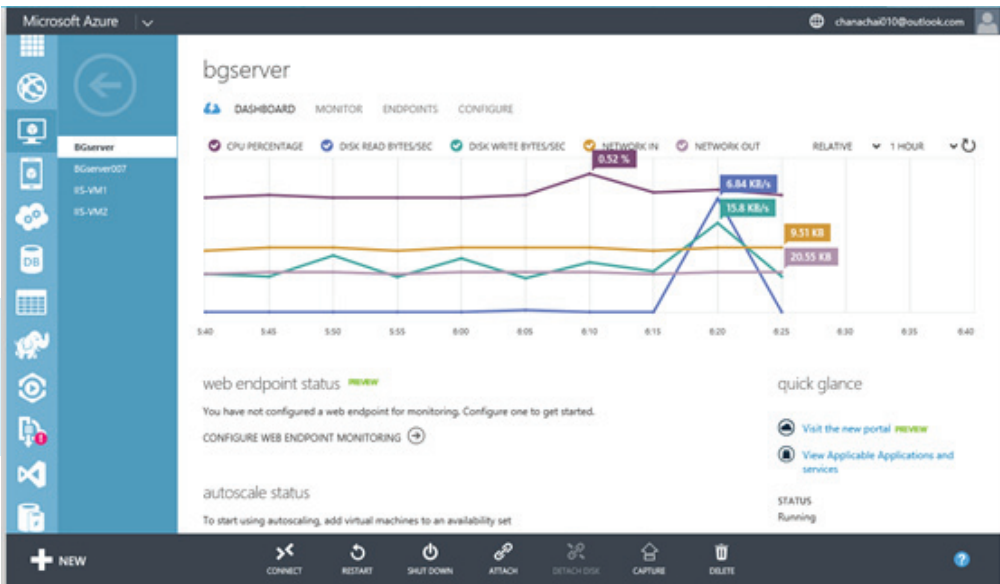 Microsoft Azure
chanachai010@outlook.com
bgserver
DASHBOARD MONITOR ENDPOINTS CONFIGURE
BGserver
BGserver007
IIS-VM1
IIS-VM2
CPU PERCENTAGE DISK READ BYTES/SEC DISK WRITE BYTES/SEC NETWORK IN NETWORK OUT RELATIVE 1 HOUR
0.52 %
6.84 KB/s
15.8 KB/s
9.51 KB
20.55 KB
5:40 5:45 5:50 5:55 6:00 6:05 6:10 6:15 6:20 6:25 6:30 6:35 6:40
DB
web endpoint status PREVIEW
You have not configured a web endpoint for monitoring. Configure one to get started.
CONFIGURE WEB ENDPOINT MONITORING
quick glance
Visit the new portal PREVIEW
View Applicable Applications and
services
autoscale status
To start using autoscaling, add virtual machines to an availability set
STATUS
Running
NEW
CONNECT RESTART SHUT DOWN ATTACH DETACH DISK CAPTURE DELETE
?